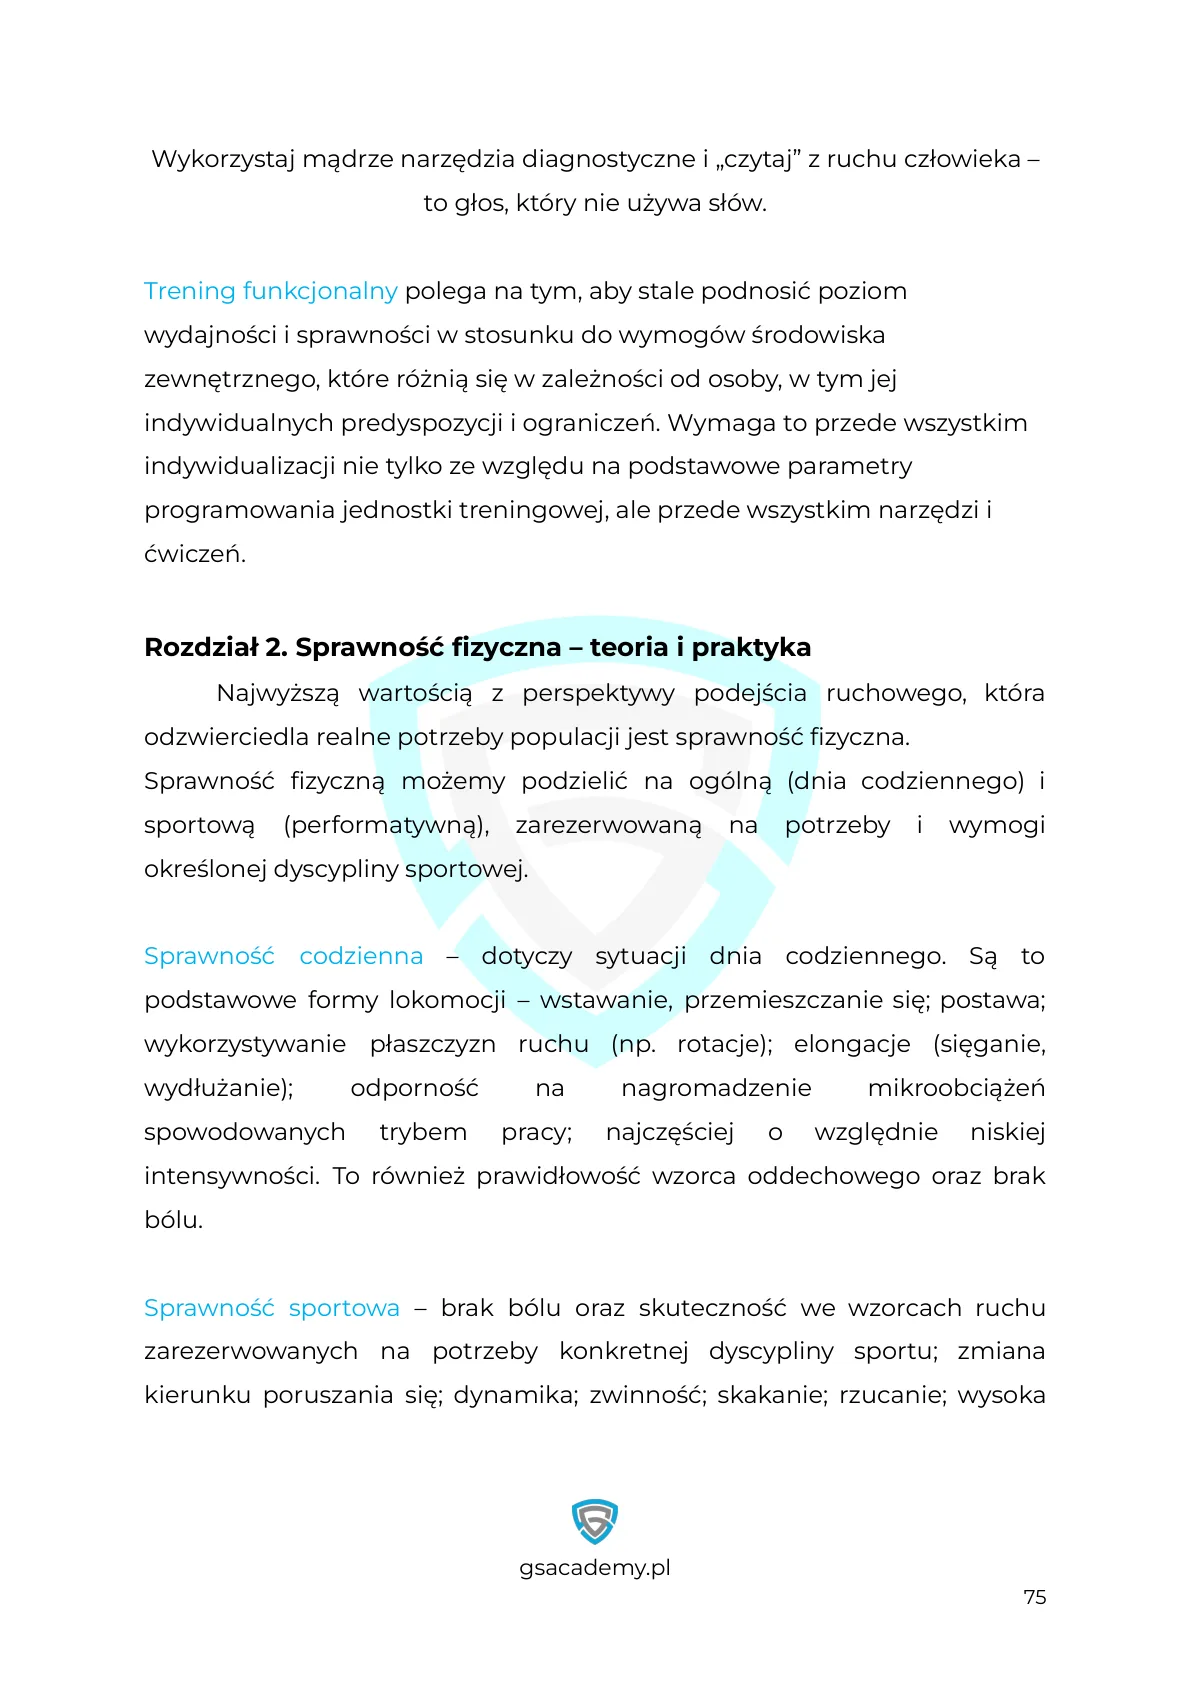 Wykorzystaj mądrze narzędzia diagnostyczne i „czytaj” z ruchu człowieka –
to głos, który nie używa słów.
Trening funkcjonalny polega na tym, aby stale podnosić poziom
wydajności i sprawności w stosunku do wymogów środowiska
zewnętrznego, które różnią się w zależności od osoby, w tym jej
indywidualnych predyspozycji i ograniczeń. Wymaga to przede wszystkim
indywidualizacji nie tylko ze względu na podstawowe parametry
programowania jednostki treningowej, ale przede wszystkim narzędzi i
ćwiczeń.
Rozdział 2. Sprawność fizyczna – teoria i praktyka
Najwyższą wartością z perspektywy podejścia ruchowego, która
odzwierciedla realne potrzeby populacji jest sprawność fizyczna.
Sprawność fizyczną możemy podzielić na ogólną (dnia codziennego) i
sportową (performatywną), zarezerwowaną na potrzeby i wymogi
określonej dyscypliny sportowej.
Sprawność codzienna – dotyczy sytuacji dnia codziennego. Są to
podstawowe formy lokomocji – wstawanie, przemieszczanie się; postawa;
wykorzystywanie płaszczyzn ruchu (np. rotacje); elongacje (sięganie,
wydłużanie); odporność na nagromadzenie mikroobciążeń
spowodowanych trybem pracy; najczęściej o względnie niskiej
intensywności. To również prawidłowość wzorca oddechowego oraz brak
bólu.
Sprawność sportowa – brak bólu oraz skuteczność we wzorcach ruchu
zarezerwowanych na potrzeby konkretnej dyscypliny sportu; zmiana
kierunku poruszania się; dynamika; zwinność; skakanie; rzucanie; wysoka
gsacademy.pl
75